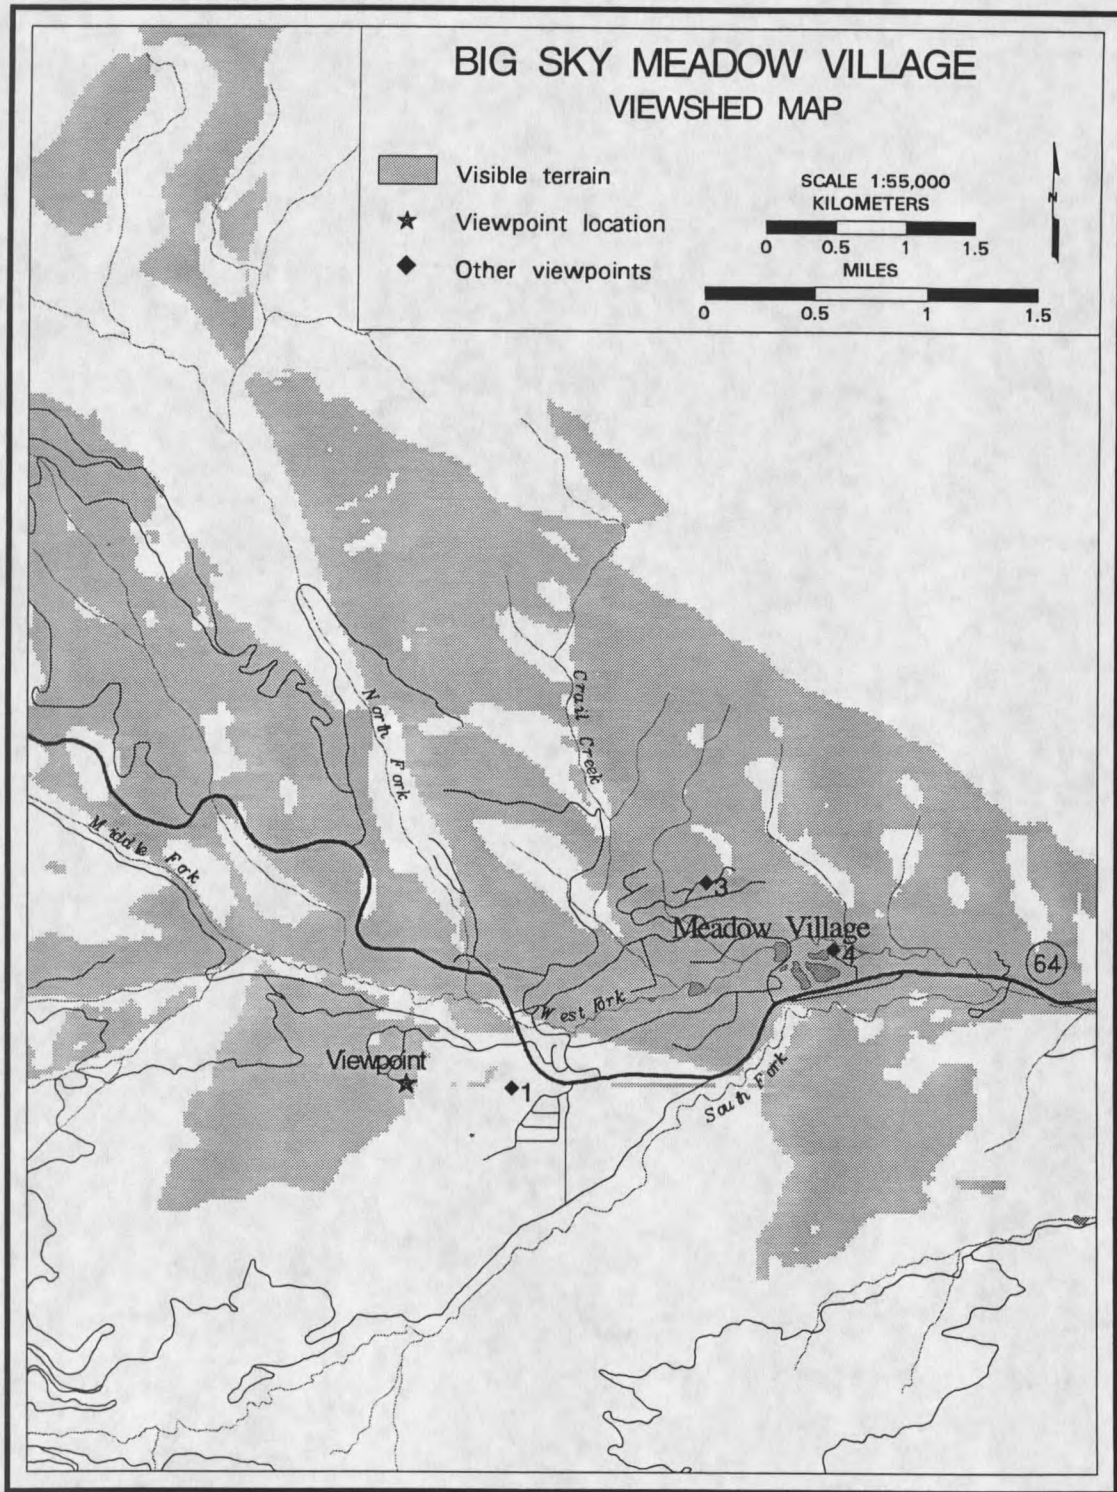 BIG SKY MEADOW VILLAGE
VIEWSHED MAP
Visible terrain
Viewpoint location
Other viewpoints
SCALE 1:55,000
KILOMETERS
0 0.5 1 1.5
MILES
0 0.5 1 1.5
N
North Fork
Crail Creek
Middle Fork
3
Meadow Village
4
64
West Fork
Viewpoint
1
South Fork